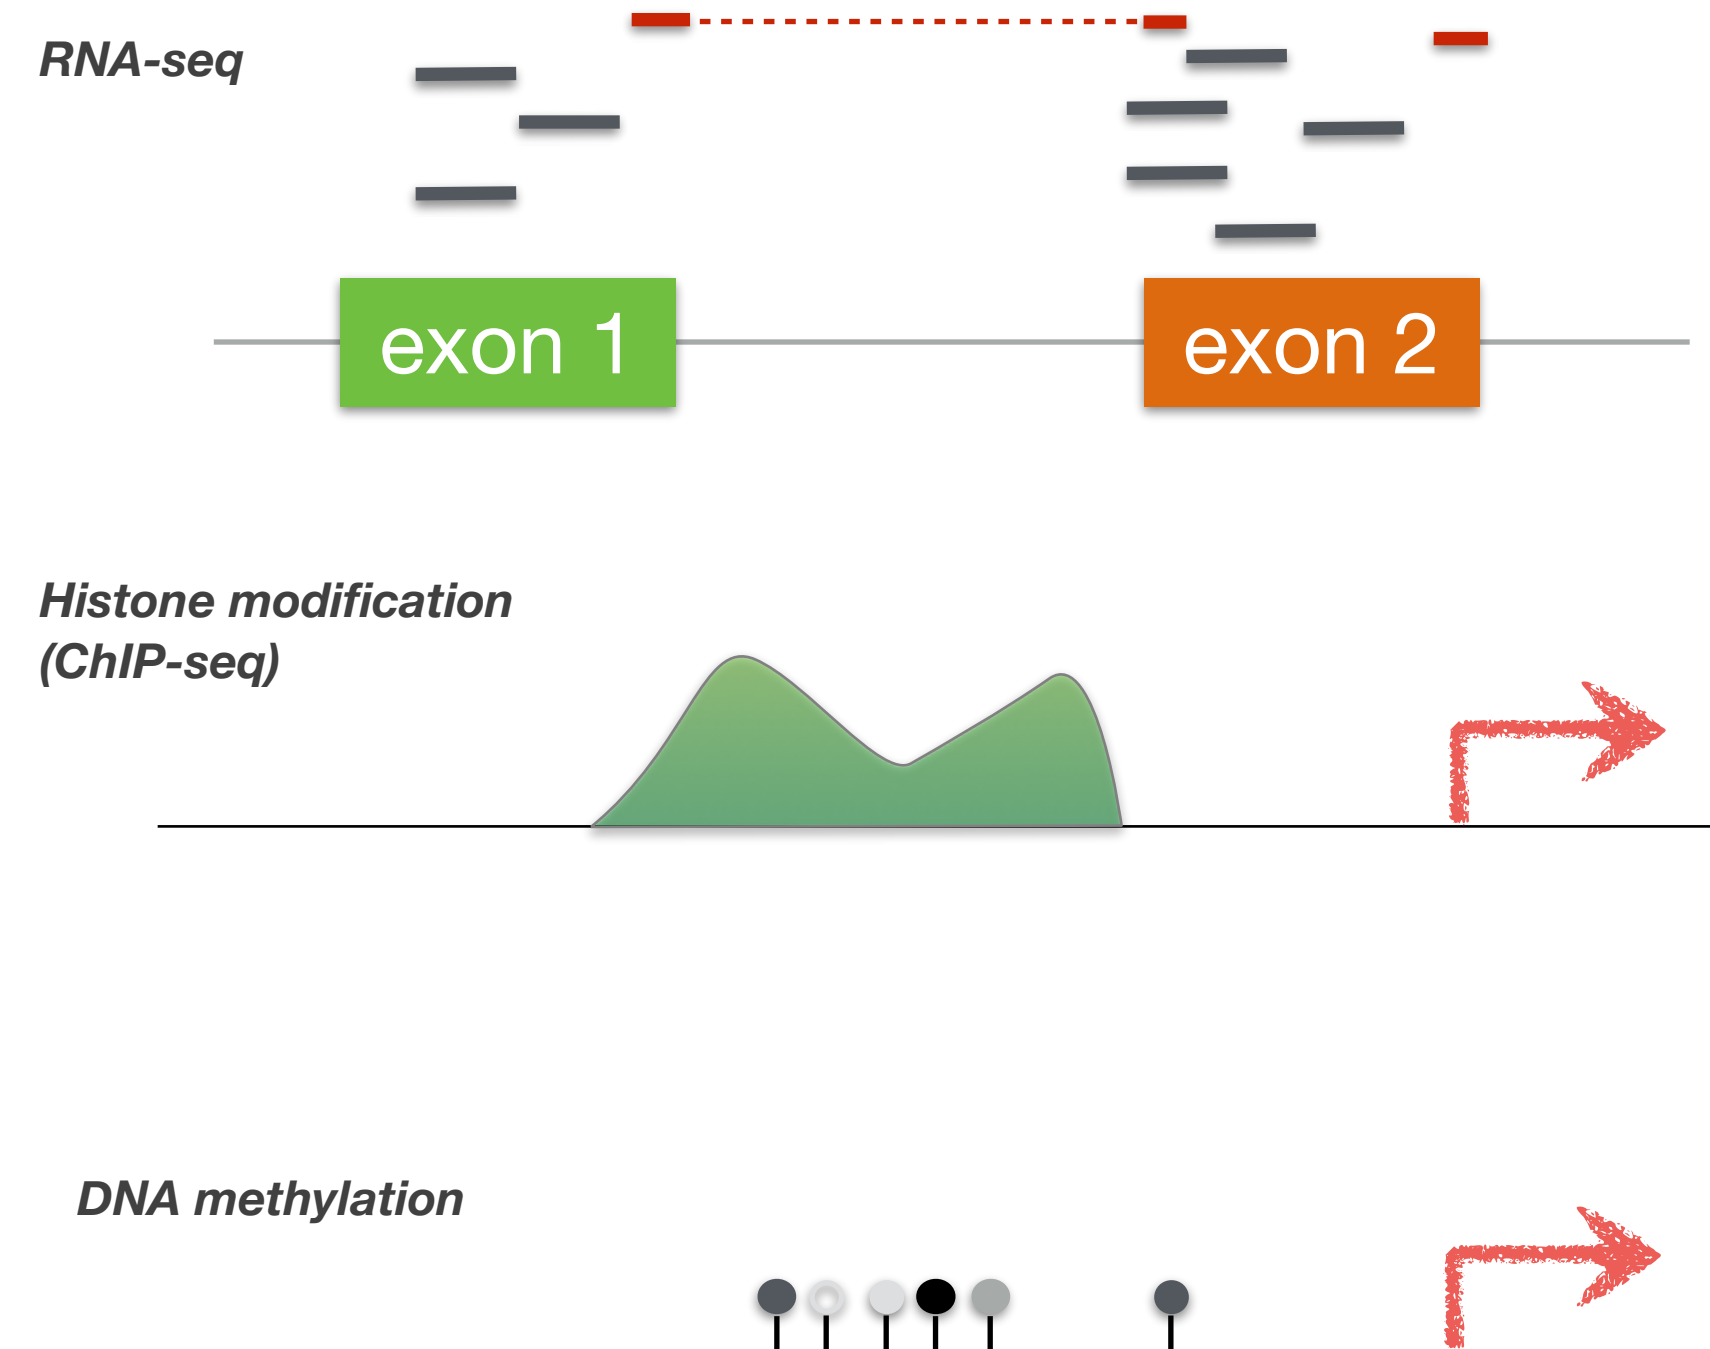 RNA-seq
exon 1
exon 2
Histone modification
(ChIP-seq)
DNA methylation